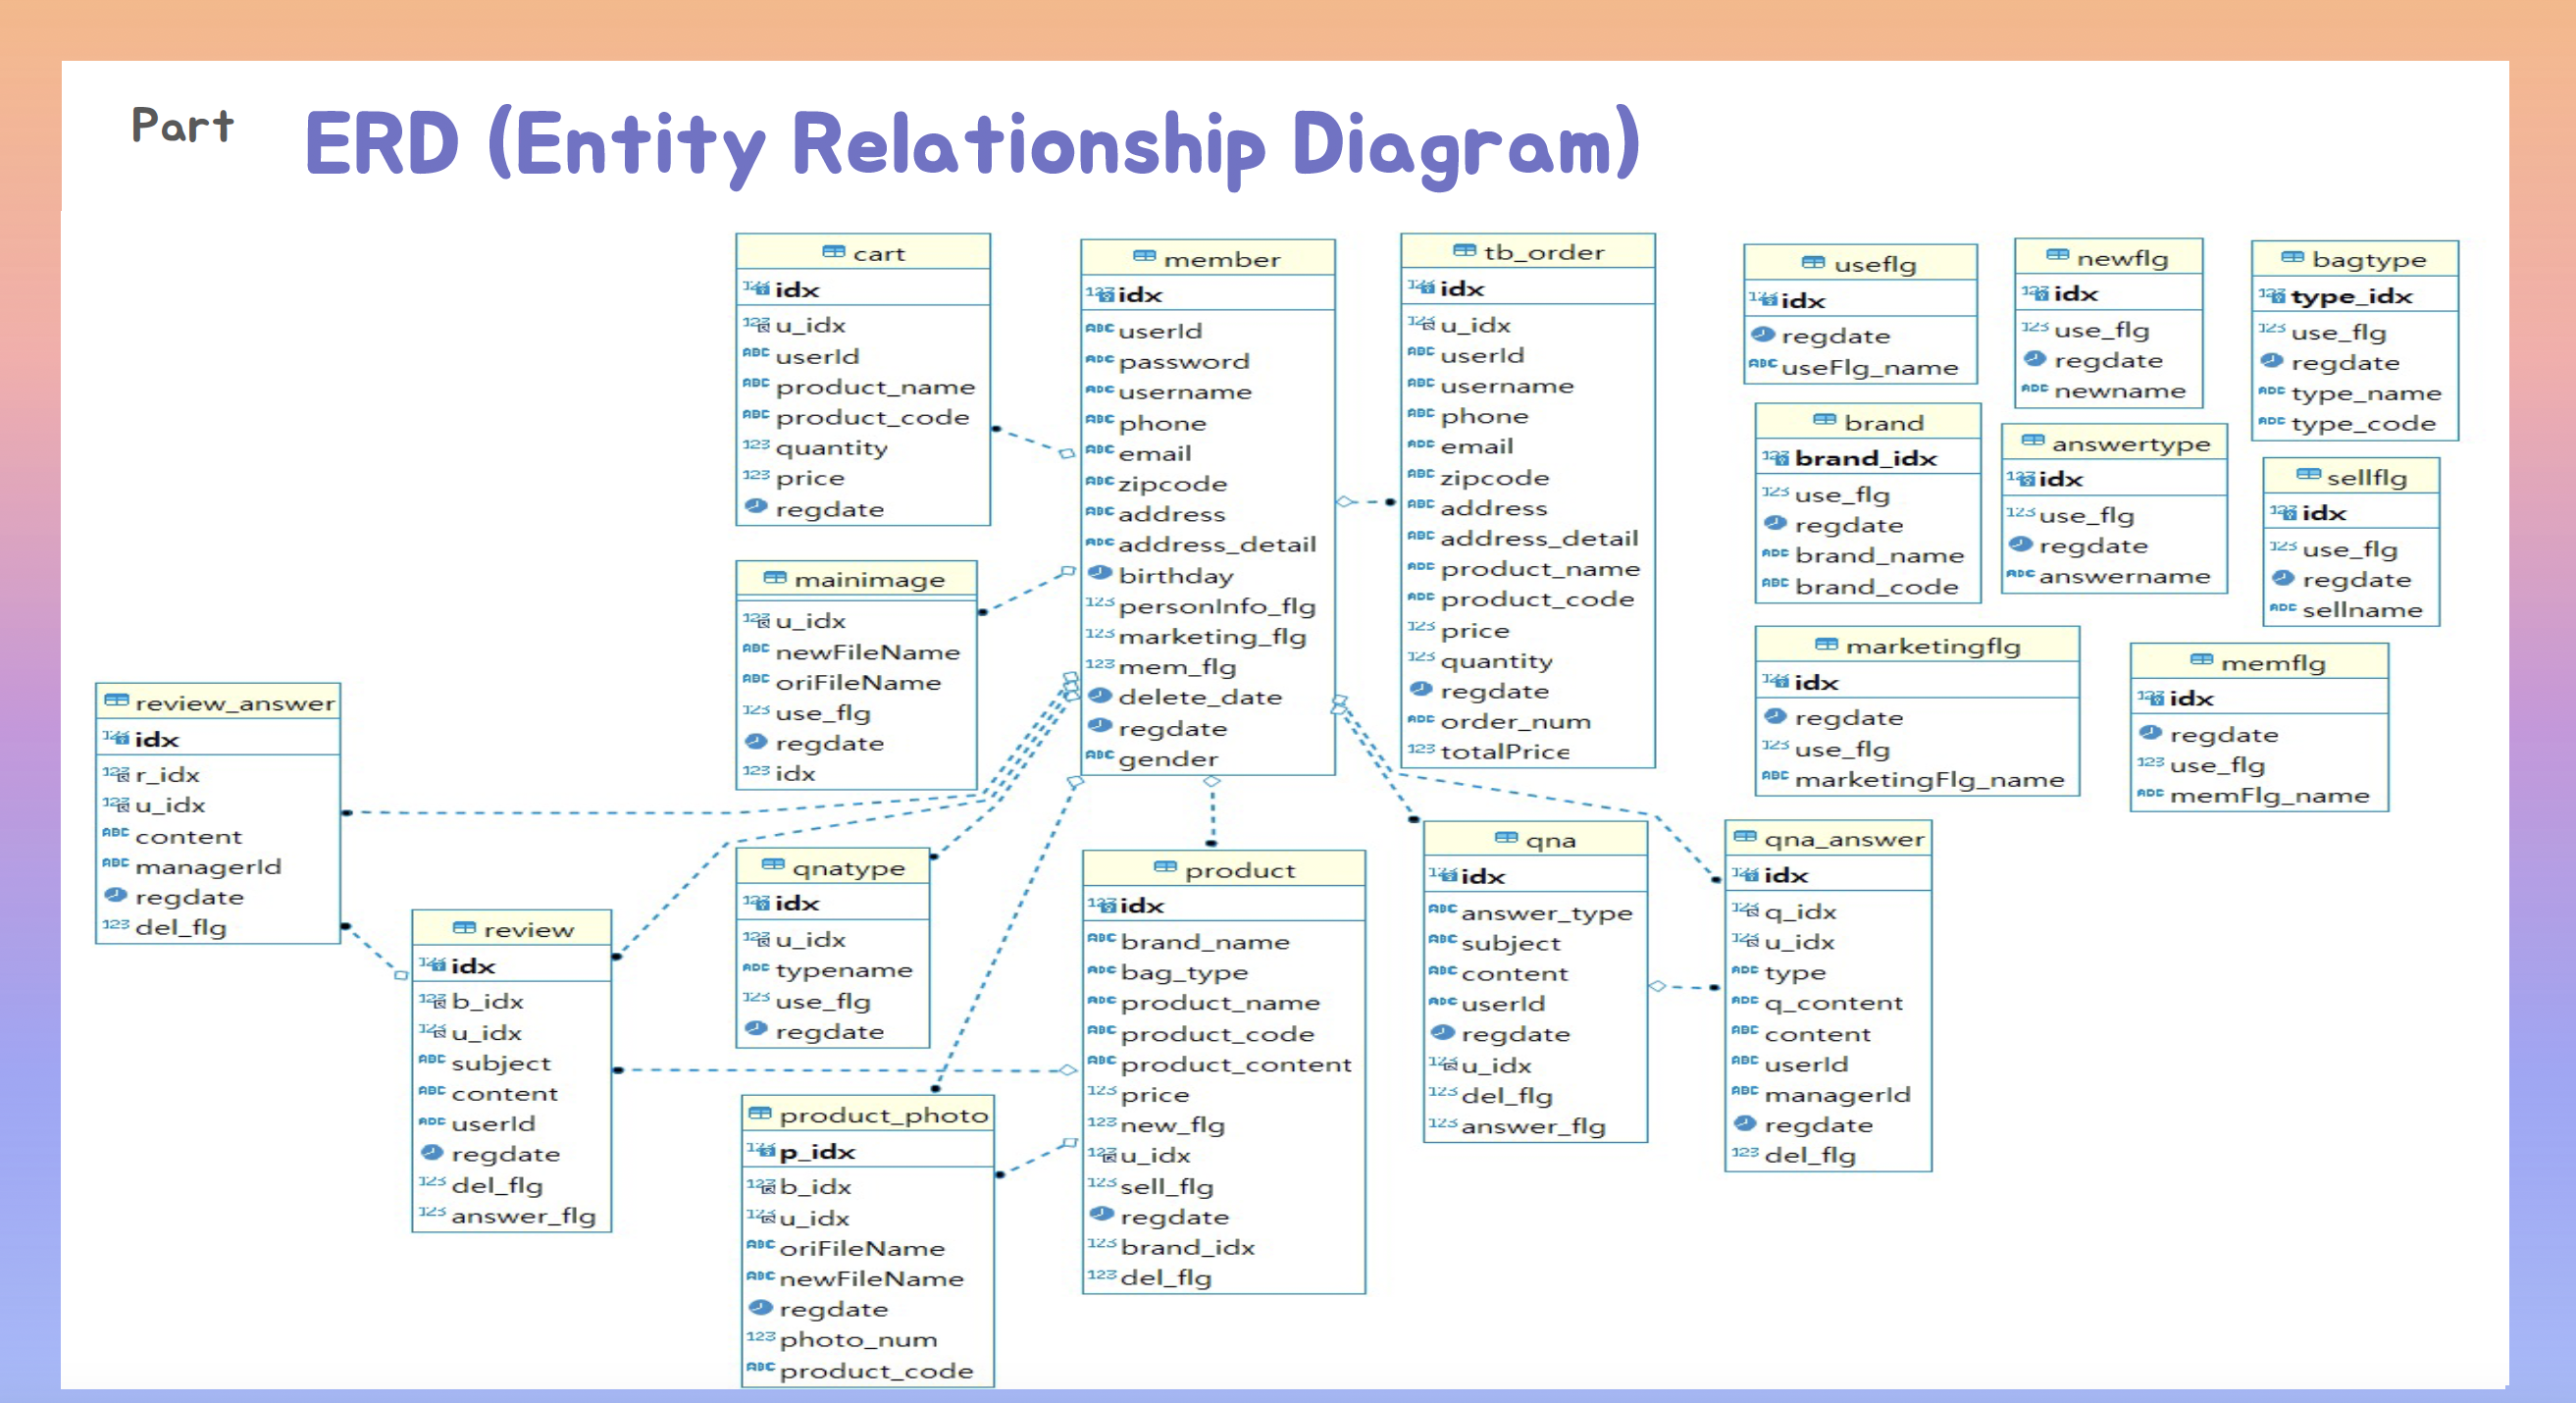 Part
ERD (Entity Relationship Diagram)
cart
idx
u_idx
userId
product_name
product_code
quantity
price
regdate
member
idx
userId
password
username
phone
email
zipcode
address
address_detail
birthday
personInfo_flg
marketing_flg
mem_flg
delete_date
regdate
gender
tb_order
idx
u_idx
userId
username
phone
email
zipcode
address
address_detail
product_name
product_code
price
quantity
regdate
order_num
totalPrice
useflg
idx
regdate
useFlg_name
newflg
idx
use_flg
regdate
newname
bagtype
type_idx
use_flg
regdate
type_name
type_code
brand
brand_idx
use_flg
regdate
brand_name
brand_code
answertype
idx
use_flg
regdate
answername
sellflg
idx
use_flg
regdate
sellname
mainimage
u_idx
newFileName
oriFileName
use_flg
regdate
idx
marketingflg
idx
regdate
use_flg
marketingFlg_name
memflg
idx
regdate
use_flg
memFlg_name
review_answer
idx
r_idx
u_idx
content
managerId
regdate
del_flg
review
idx
b_idx
u_idx
subject
content
userId
regdate
del_flg
answer_flg
qnatype
idx
u_idx
typename
use_flg
regdate
product_photo
p_idx
b_idx
u_idx
oriFileName
newFileName
regdate
photo_num
product_code
product
idx
brand_name
bag_type
product_name
product_code
product_content
price
new_flg
u_idx
sell_flg
regdate
brand_idx
del_flg
qna
idx
answer_type
subject
content
userId
regdate
u_idx
del_flg
answer_flg
qna_answer
idx
q_idx
u_idx
type
q_content
content
userId
managerId
regdate
del_flg